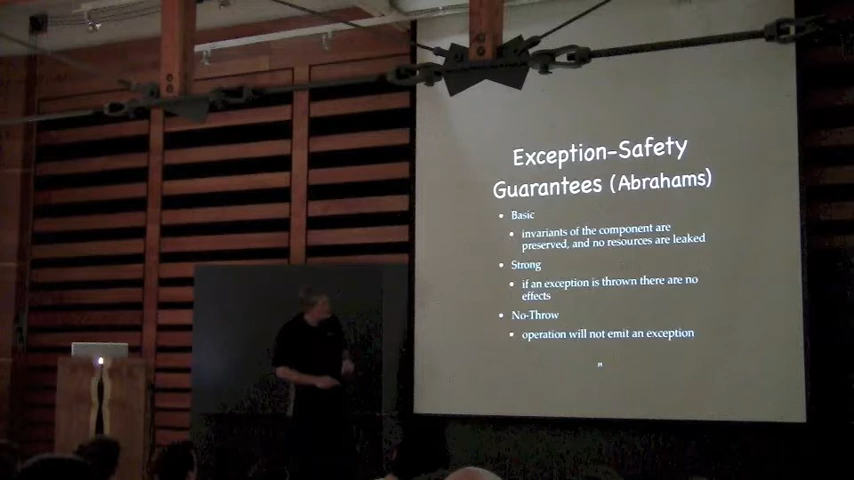 Exception-Safety
Guarantees (Abrahams)
• Basic
• invariants of the component are
preserved, and no resources are leaked
• Strong
• if an exception is thrown there are no
effects
• No-Throw
• operation will not emit an exception